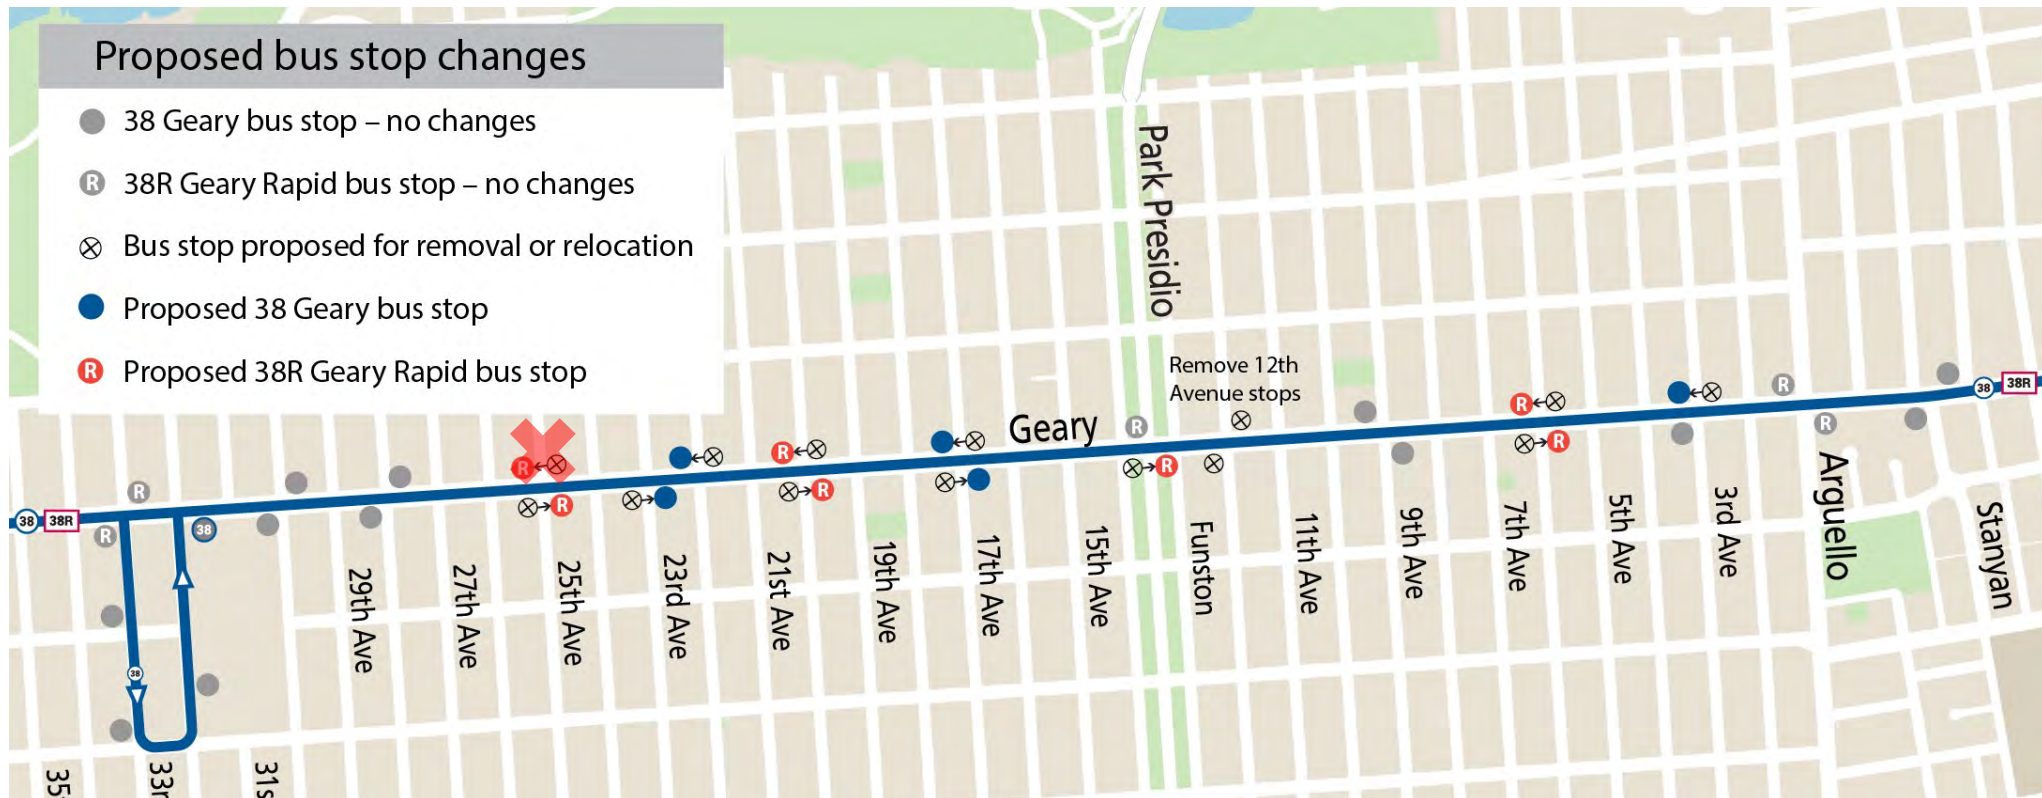 Proposed bus stop changes
38 Geary bus stop – no changes
R
38R Geary Rapid bus stop – no changes
Bus stop proposed for removal or relocation
Proposed 38 Geary bus stop
R
Proposed 38R Geary Rapid bus stop
Park Presidio
Remove 12th
Avenue stops
Geary
38
38R
R
R
38
38
R
R
R
R
R
R
R
R
R
R
38
38R
35
33r
31s
29th Ave
27th Ave
25th Ave
23rd Ave
21st Ave
19th Ave
17th Ave
15th Ave
Funston
11th Ave
9th Ave
7th Ave
5th Ave
3rd Ave
Arguello
Stanyan